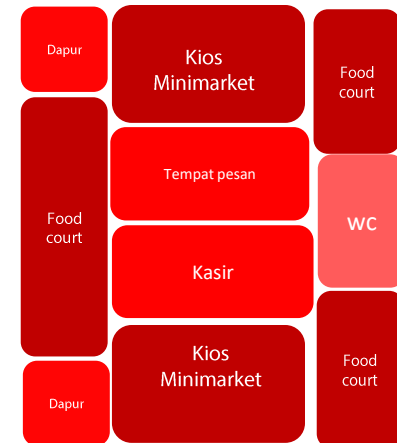 Dapur
Kios
Minimarket
Food
court
Tempat pesan
Food
court
wc
Kasir
Kios
Minimarket
Food
court
Dapur